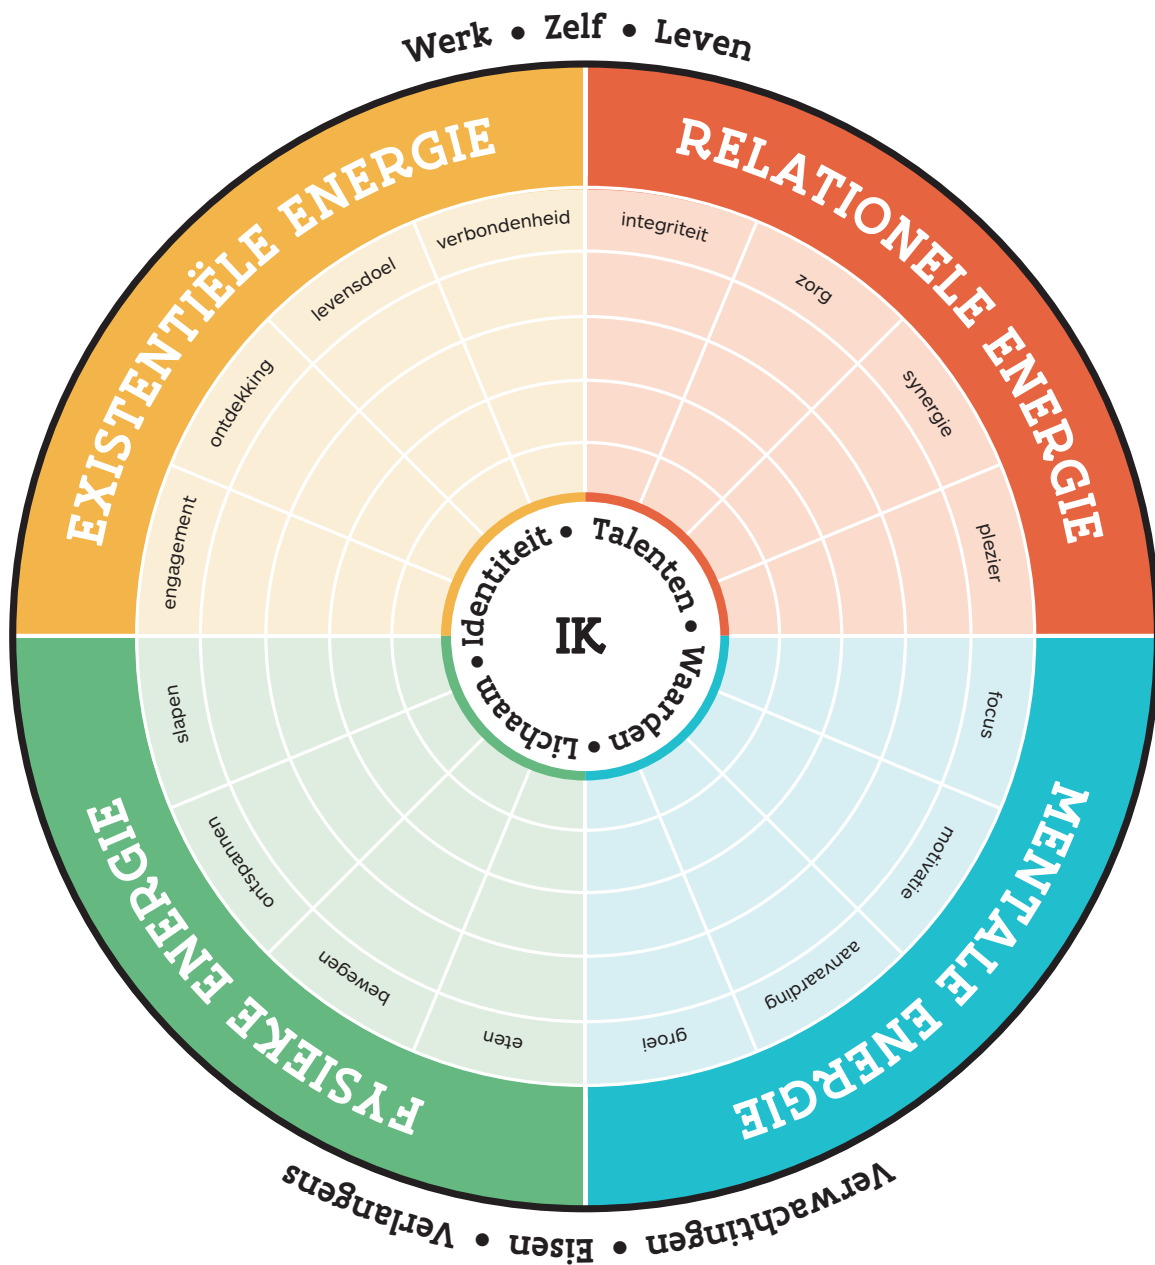 Werk • Zelf • Leven
EXISTENTIËLE ENERGIE
RELATIONELE ENERGIE
MENTALE ENERGIE
FYSIEKE ENERGIE
engagement
ontdekking
levensdoel
verbondenheid
integriteit
zorg
synergie
plezier
focus
motivatie
aanvaarding
groei
eten
bewegen
ontspannen
slapen
Talenten • Waarden • Lichaam • Identiteit •
IK
Verwachtingen • Eisen • Verlangens